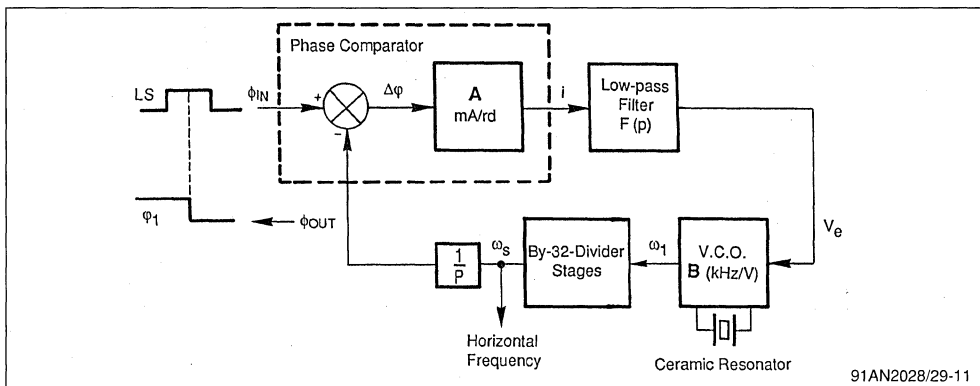 Phase Comparator
LS
ϕIN
+
−
Δφ
A
mA/rd
i
Low-pass
Filter
F (p)
φ1
ϕOUT
1
P
ωs
By-32-Divider
Stages
ω1
V.C.O.
B (kHz/V)
Ve
Horizontal
Frequency
Ceramic Resonator
91AN2028/29-11